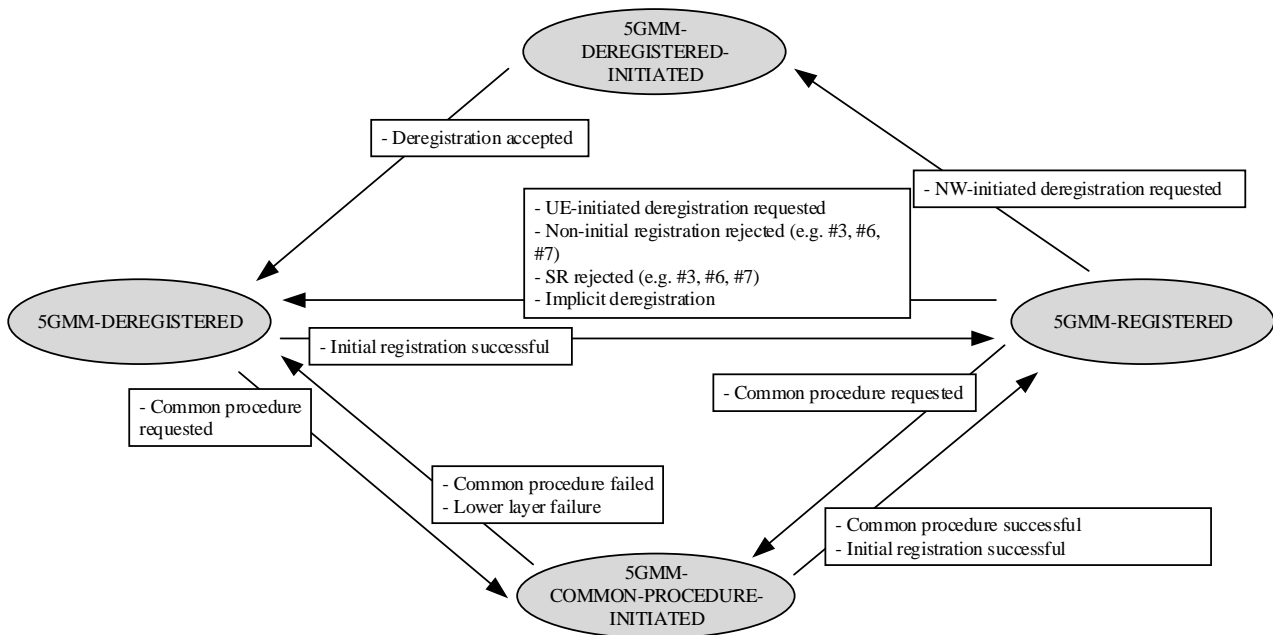 5GMM-
DEREGISTERED-
INITIATED
- Deregistration accepted
- NW-initiated deregistration requested
- UE-initiated deregistration requested
- Non-initial registration rejected (e.g. #3, #6,
#7)
- SR rejected (e.g. #3, #6, #7)
- Implicit deregistration
5GMM-DEREGISTERED
5GMM-REGISTERED
- Initial registration successful
- Common procedure
requested
- Common procedure requested
- Common procedure failed
- Lower layer failure
- Common procedure successful
- Initial registration successful
5GMM-
COMMON-PROCEDURE-
INITIATED